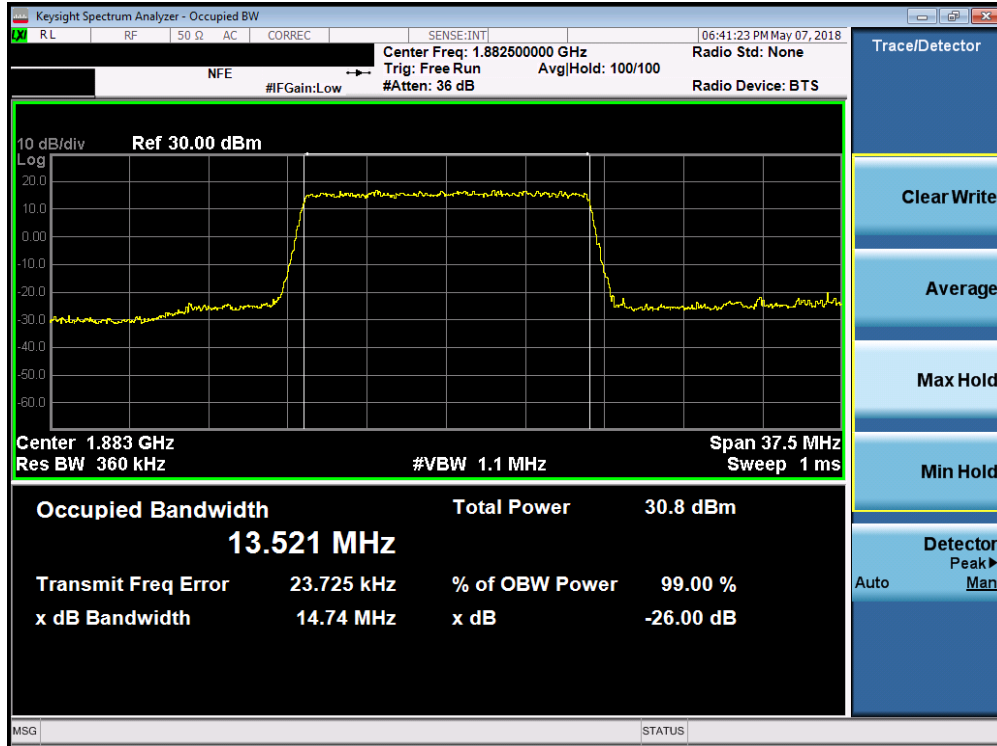 Keysight Spectrum Analyzer - Occupied BW
LXI RL RF 50 Ω AC CORREC SENSE:INT 06:41:23 PM May 07, 2018
Center Freq: 1.882500000 GHz Radio Std: None
NFE Trig: Free Run Avg|Hold: 100/100
#IFGain:Low #Atten: 36 dB Radio Device: BTS
10 dB/div Ref 30.00 dBm
Log
20.0
10.0
0.00
-10.0
-20.0
-30.0
-40.0
-50.0
-60.0
Center 1.883 GHz Span 37.5 MHz
Res BW 360 kHz #VBW 1.1 MHz Sweep 1 ms
Occupied Bandwidth Total Power 30.8 dBm
13.521 MHz
Transmit Freq Error 23.725 kHz % of OBW Power 99.00 %
x dB Bandwidth 14.74 MHz x dB -26.00 dB
MSG STATUS
Trace/Detector
Clear Write
Average
Max Hold
Min Hold
Detector
Peak▶
Auto Man